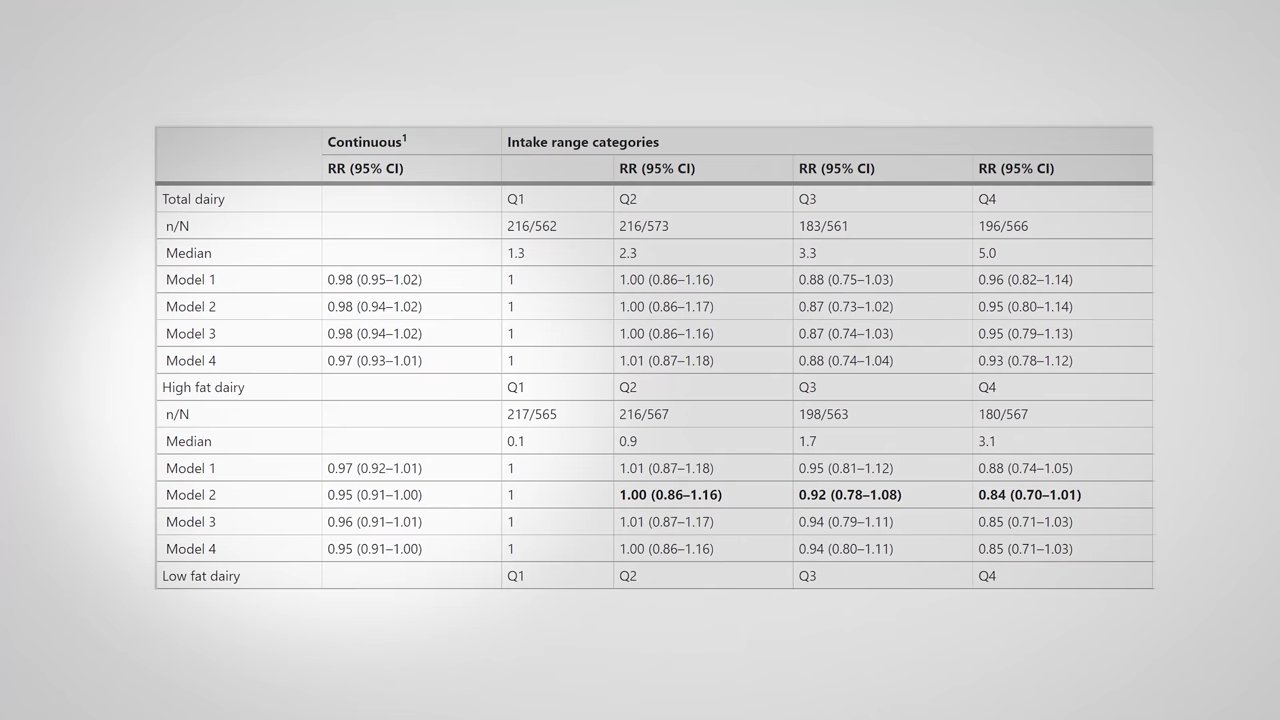 Continuous1 Intake range categories
RR (95% CI) RR (95% CI) RR (95% CI) RR (95% CI)
Total dairy Q1 Q2 Q3 Q4
n/N 216/562 216/573 183/561 196/566
Median 1.3 2.3 3.3 5.0
Model 1 0.98 (0.95–1.02) 1 1.00 (0.86–1.16) 0.88 (0.75–1.03) 0.96 (0.82–1.14)
Model 2 0.98 (0.94–1.02) 1 1.00 (0.86–1.17) 0.87 (0.73–1.02) 0.95 (0.80–1.14)
Model 3 0.98 (0.94–1.02) 1 1.00 (0.86–1.16) 0.87 (0.74–1.03) 0.95 (0.79–1.13)
Model 4 0.97 (0.93–1.01) 1 1.01 (0.87–1.18) 0.88 (0.74–1.04) 0.93 (0.78–1.12)
High fat dairy Q1 Q2 Q3 Q4
n/N 217/565 216/567 198/563 180/567
Median 0.1 0.9 1.7 3.1
Model 1 0.97 (0.92–1.01) 1 1.01 (0.87–1.18) 0.95 (0.81–1.12) 0.88 (0.74–1.05)
Model 2 0.95 (0.91–1.00) 1 1.00 (0.86–1.16) 0.92 (0.78–1.08) 0.84 (0.70–1.01)
Model 3 0.96 (0.91–1.01) 1 1.01 (0.87–1.17) 0.94 (0.79–1.11) 0.85 (0.71–1.03)
Model 4 0.95 (0.91–1.00) 1 1.00 (0.86–1.16) 0.94 (0.80–1.11) 0.85 (0.71–1.03)
Low fat dairy Q1 Q2 Q3 Q4